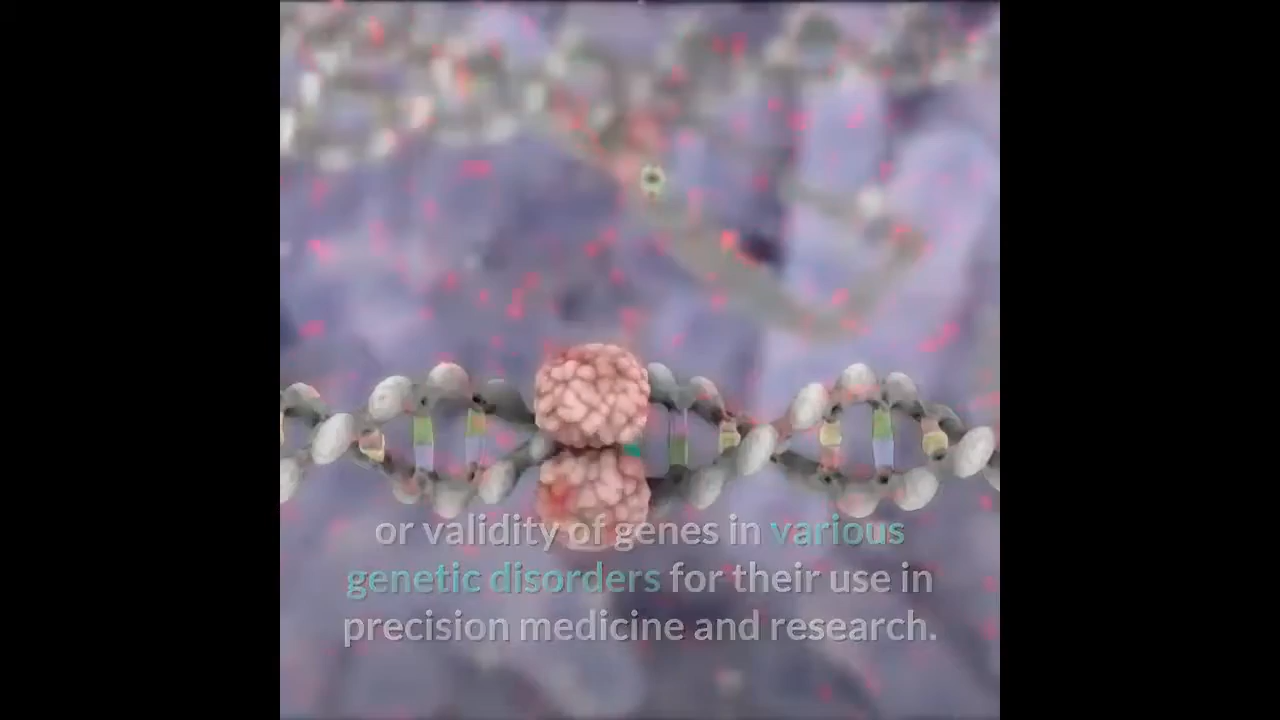 or validity of genes in various
genetic disorders for their use in
precision medicine and research.